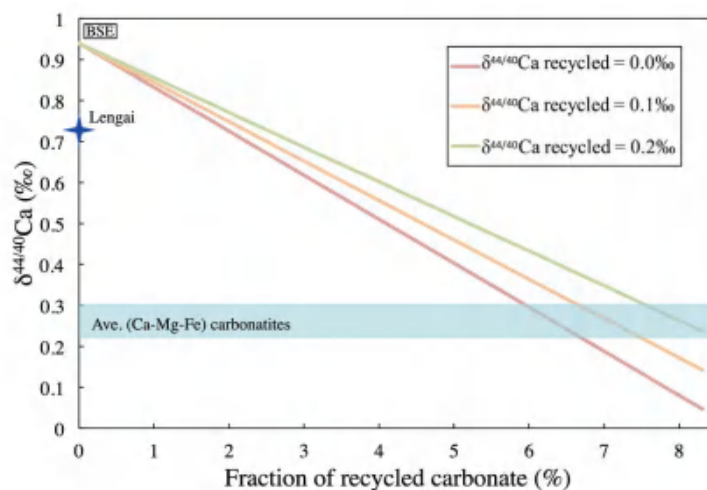 BSE
δ⁴⁴/⁴⁰Ca recycled = 0.0‰
δ⁴⁴/⁴⁰Ca recycled = 0.1‰
δ⁴⁴/⁴⁰Ca recycled = 0.2‰
Lengai
Ave. (Ca-Mg-Fe) carbonatites
δ⁴⁴/⁴⁰Ca (‰)
1
0.9
0.8
0.7
0.6
0.5
0.4
0.3
0.2
0.1
0
0 1 2 3 4 5 6 7 8
Fraction of recycled carbonate (%)